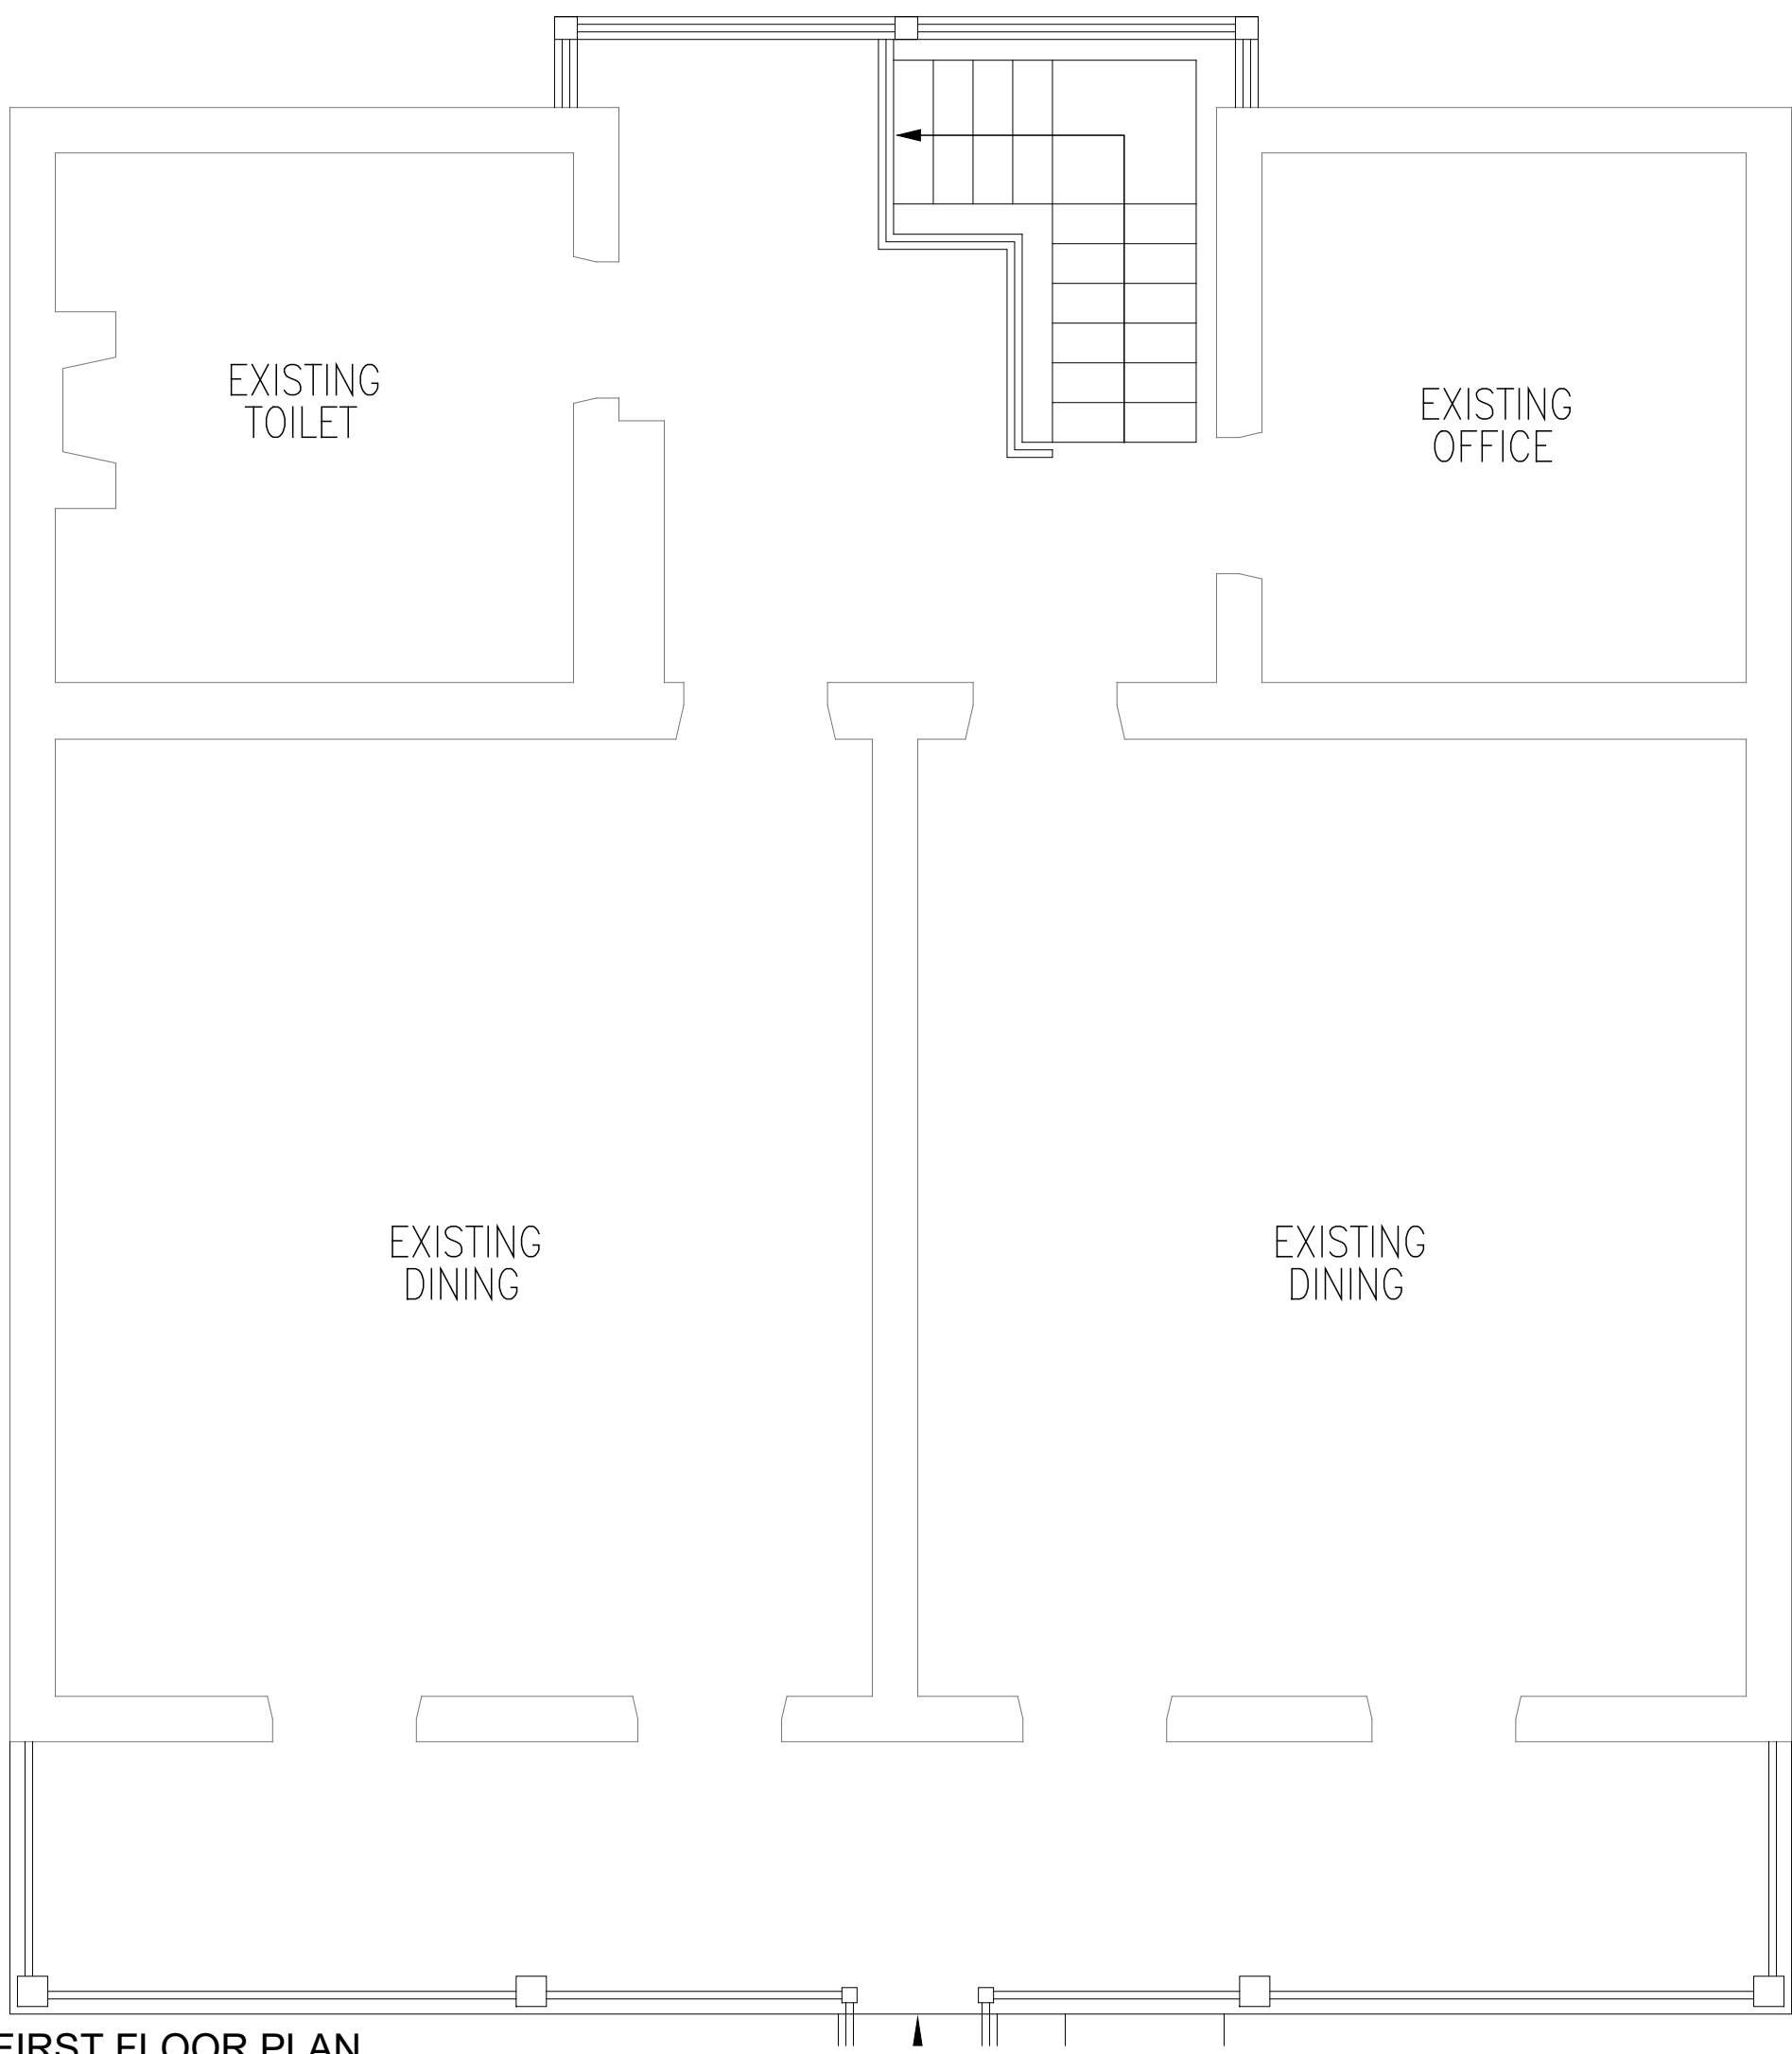 EXISTING
TOILET
EXISTING
OFFICE
EXISTING
DINING
EXISTING
DINING
FIRST FLOOR PLAN